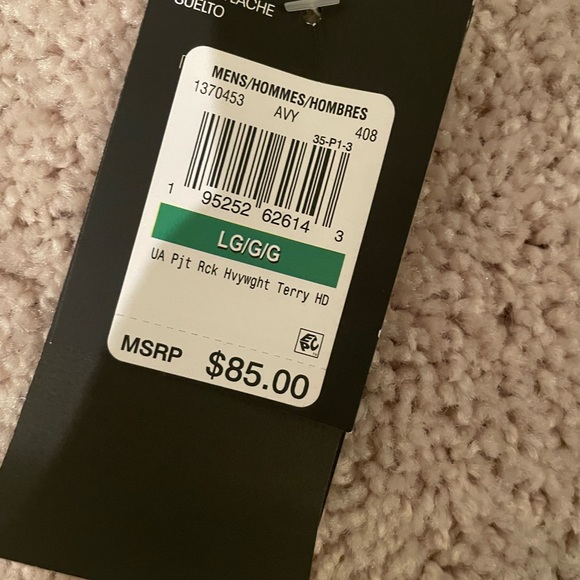 SUELTO
MENS/HOMMES/HOMBRES
1370453 AVY 408
35-P1-3
1 95252 62614 3
LG/G/G
UA Pjt Rck Hvywght Terry HD
MSRP $85.00